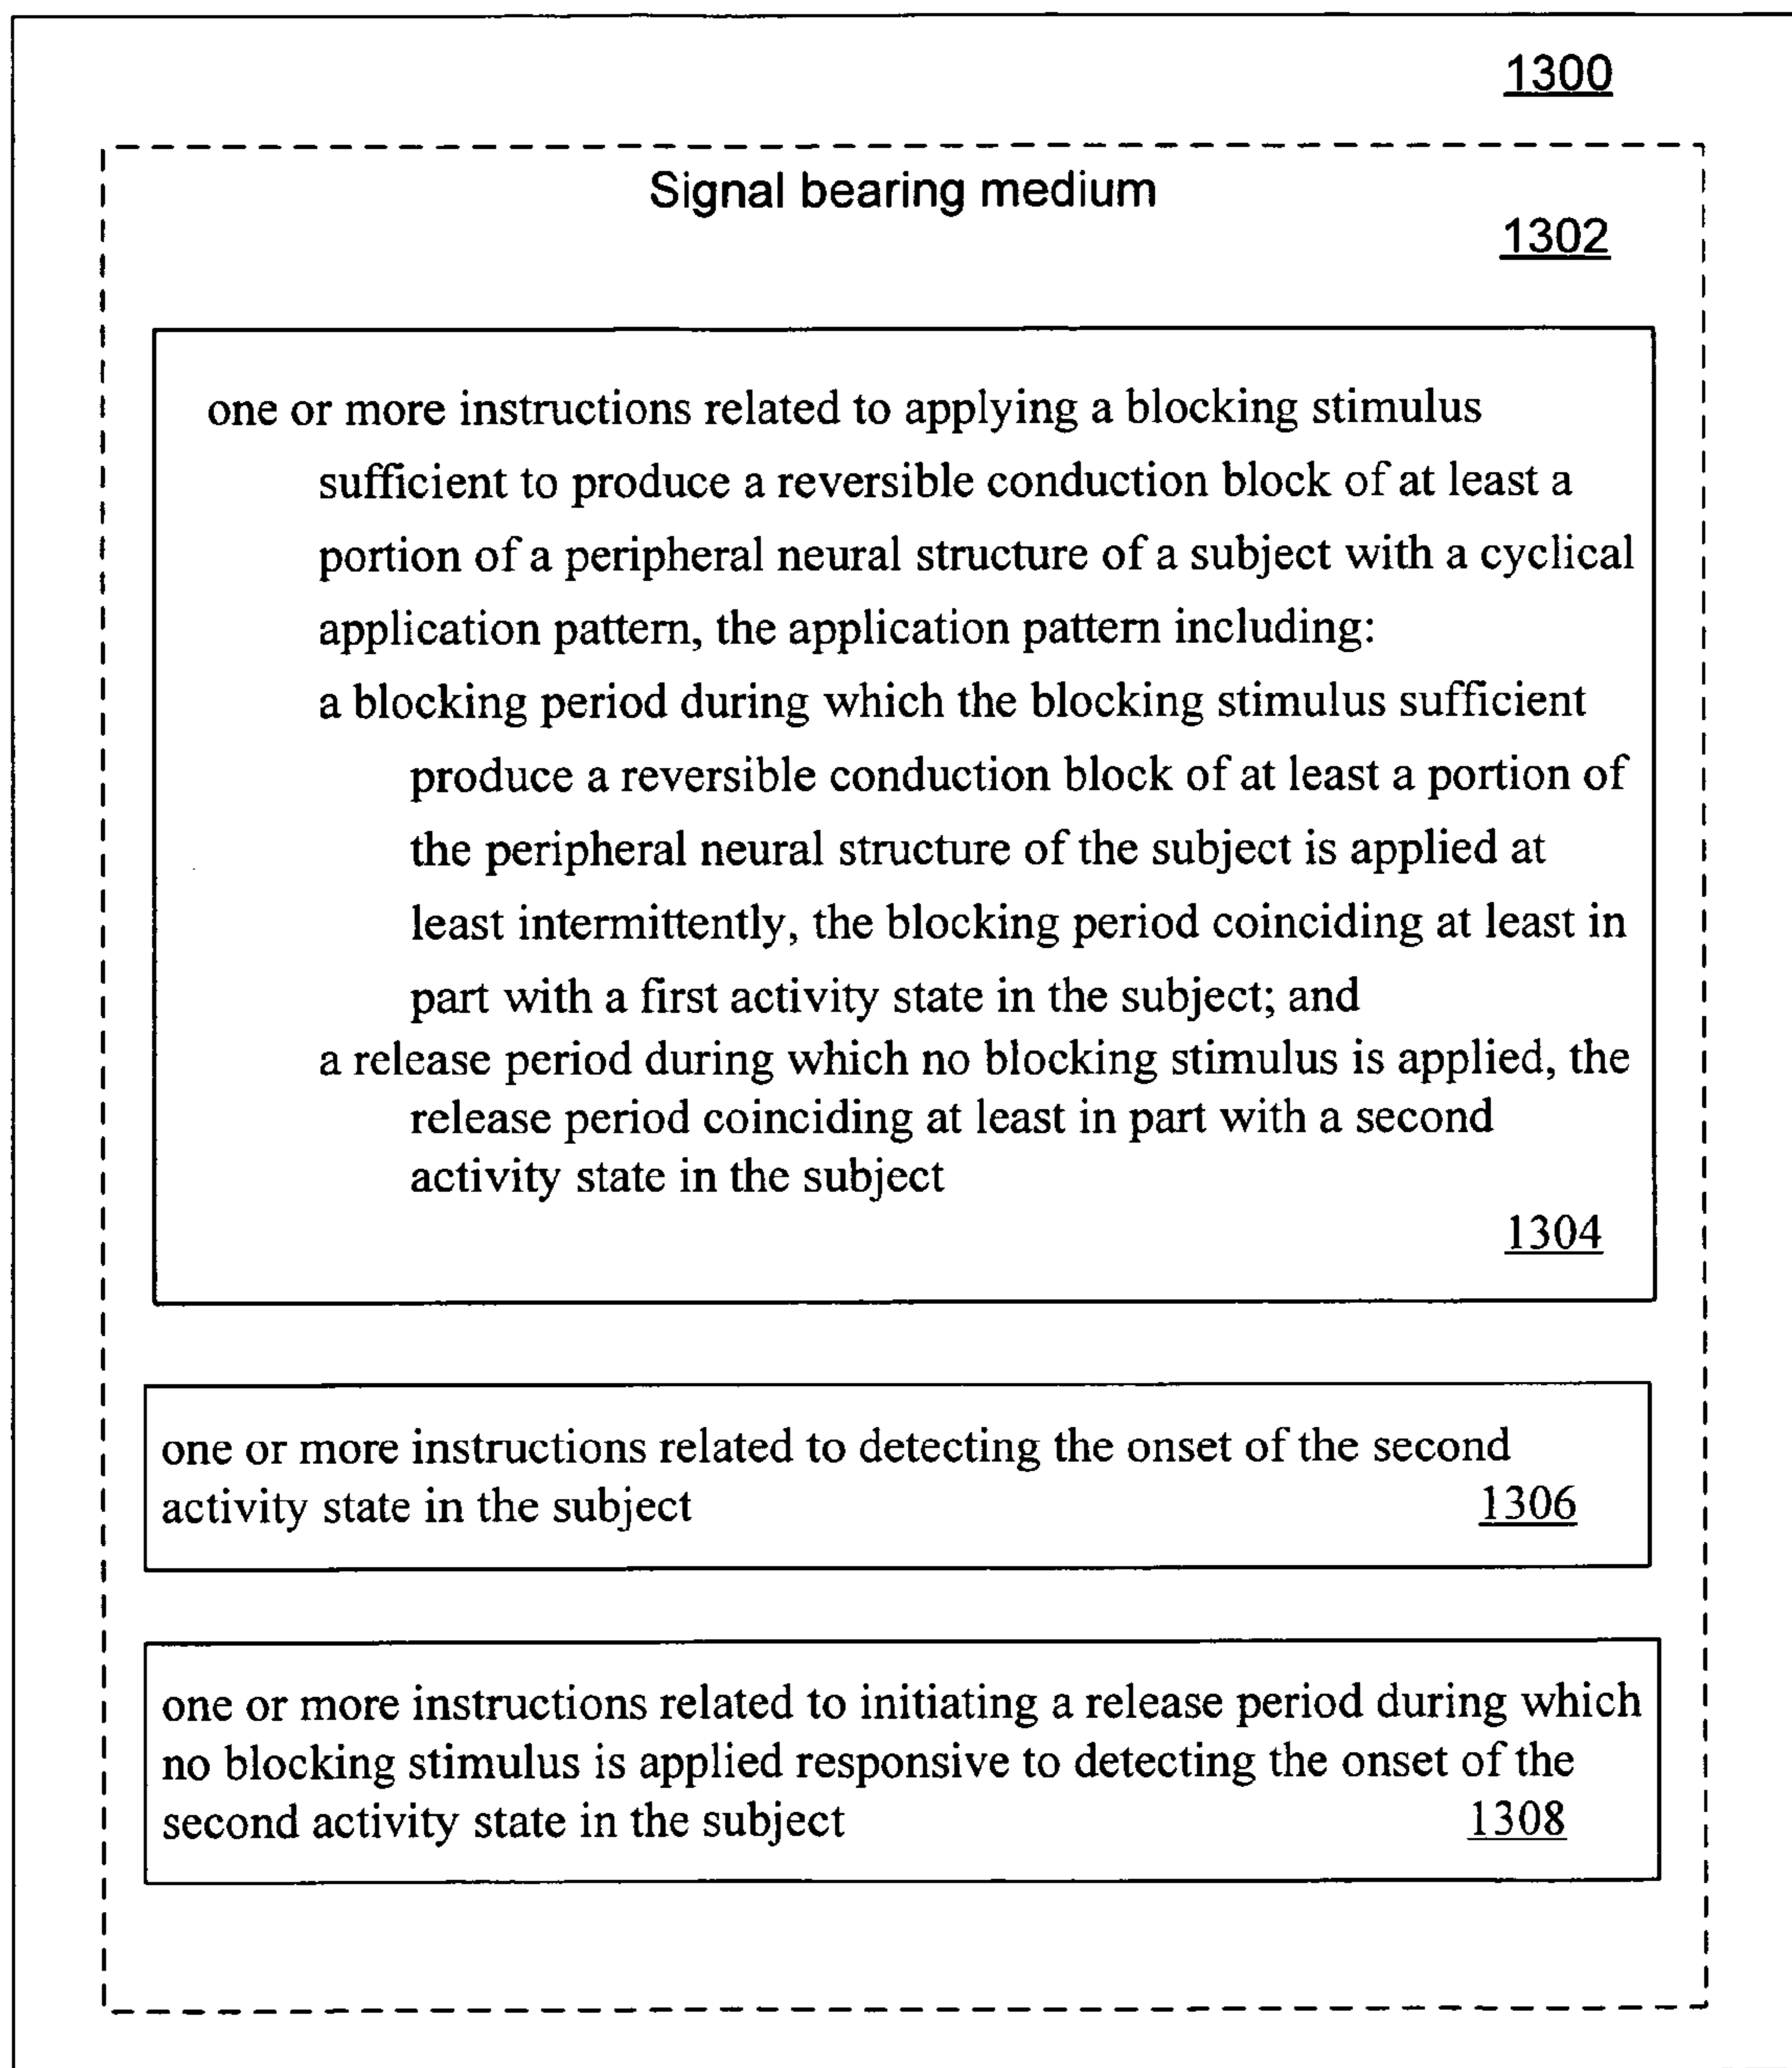 1300
Signal bearing medium
1302
one or more instructions related to applying a blocking stimulus
sufficient to produce a reversible conduction block of at least a
portion of a peripheral neural structure of a subject with a cyclical
application pattern, the application pattern including:
a blocking period during which the blocking stimulus sufficient
produce a reversible conduction block of at least a portion of
the peripheral neural structure of the subject is applied at
least intermittently, the blocking period coinciding at least in
part with a first activity state in the subject; and
a release period during which no blocking stimulus is applied, the
release period coinciding at least in part with a second
activity state in the subject
1304
one or more instructions related to detecting the onset of the second
activity state in the subject 1306
one or more instructions related to initiating a release period during which
no blocking stimulus is applied responsive to detecting the onset of the
second activity state in the subject 1308